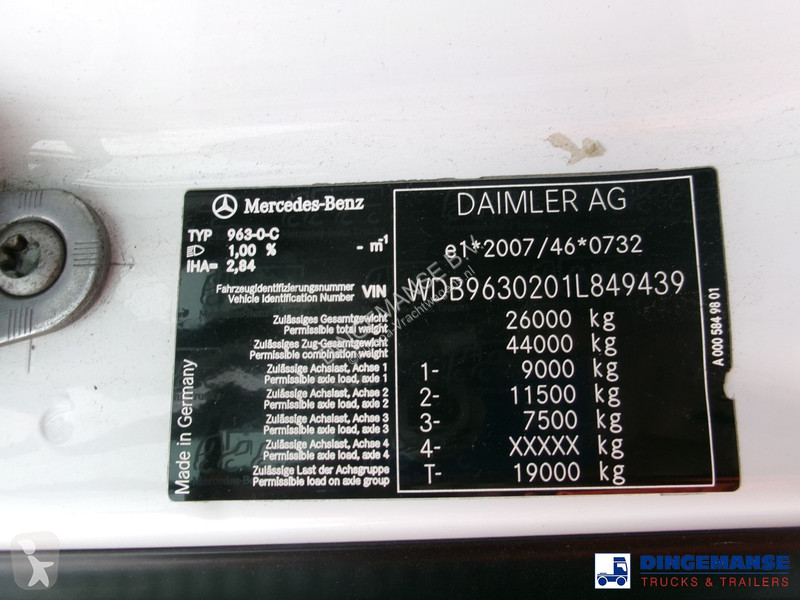 Mercedes-Benz
TYP 963-0-C
1,00 % - m⁻¹
IHA= 2,84
Fahrzeugidentifizierungsnummer
Vehicle Identification Number VIN
DAIMLER AG
e1*2007/46*0732
WDB9630201L849439
Zulässiges Gesamtgewicht
Permissible total weight 26000 kg
Zulässiges Zug-Gesamtgewicht
Permissible combination weight 44000 kg
Zulässige Achslast, Achse 1
Permissible axle load, axle 1 1- 9000 kg
Zulässige Achslast, Achse 2
Permissible axle load, axle 2 2- 11500 kg
Zulässige Achslast, Achse 3
Permissible axle load, axle 3 3- 7500 kg
Zulässige Achslast, Achse 4
Permissible axle load, axle 4 4- XXXXX kg
Zulässige Last der Achsgruppe
Permissible load on axle group T- 19000 kg
Made in Germany
A 000 584 98 01
DINGEMANSE
TRUCKS & TRAILERS